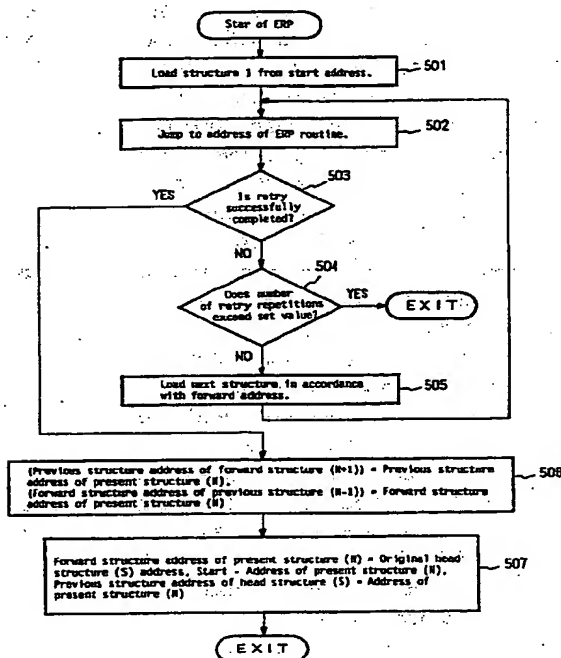 Star of ERP
Load structure 1 from start address.
501
Jump to address of ERP routine.
502
503
YES
Is retry
successfully
completed?
NO
504
Does number
of retry repetitions
exceed set value?
YES
EXIT
NO
Load next structure in accordance
with forward address.
505
(Previous structure address of forward structure (N+1)) = Previous structure
address of present structure (N),
(Forward structure address of previous structure (N-1)) = Forward structure
address of present structure (N)
508
Forward structure address of present structure (N) = Original head
structure (S) address, Start = Address of present structure (N),
Previous structure address of head structure (S) = Address of
present structure (N)
507
EXIT